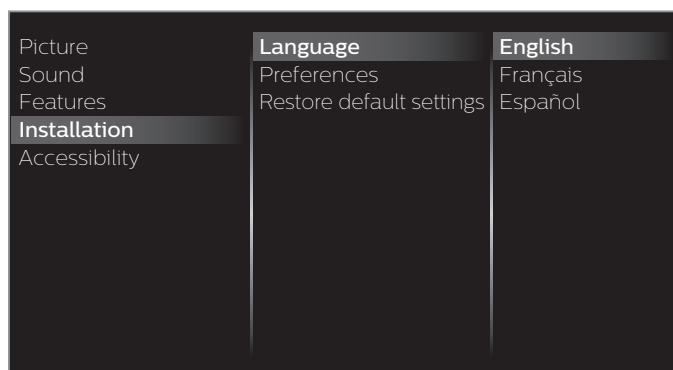 Picture
Sound
Features
Installation
Accessibility
Language
Preferences
Restore default settings
English
Français
Español